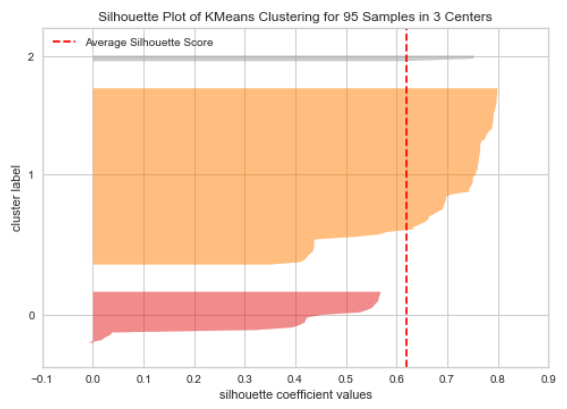 Silhouette Plot of KMeans Clustering for 95 Samples in 3 Centers
Average Silhouette Score
2
1
0
cluster label
-0.1 0.0 0.1 0.2 0.3 0.4 0.5 0.6 0.7 0.8 0.9
silhouette coefficient values